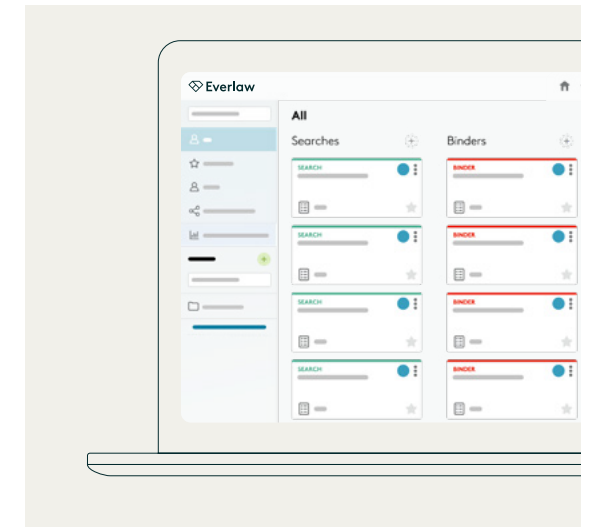 Everlaw
All
Searches
Binders
SEARCH
BINDER
SEARCH
BINDER
SEARCH
BINDER
SEARCH
BINDER